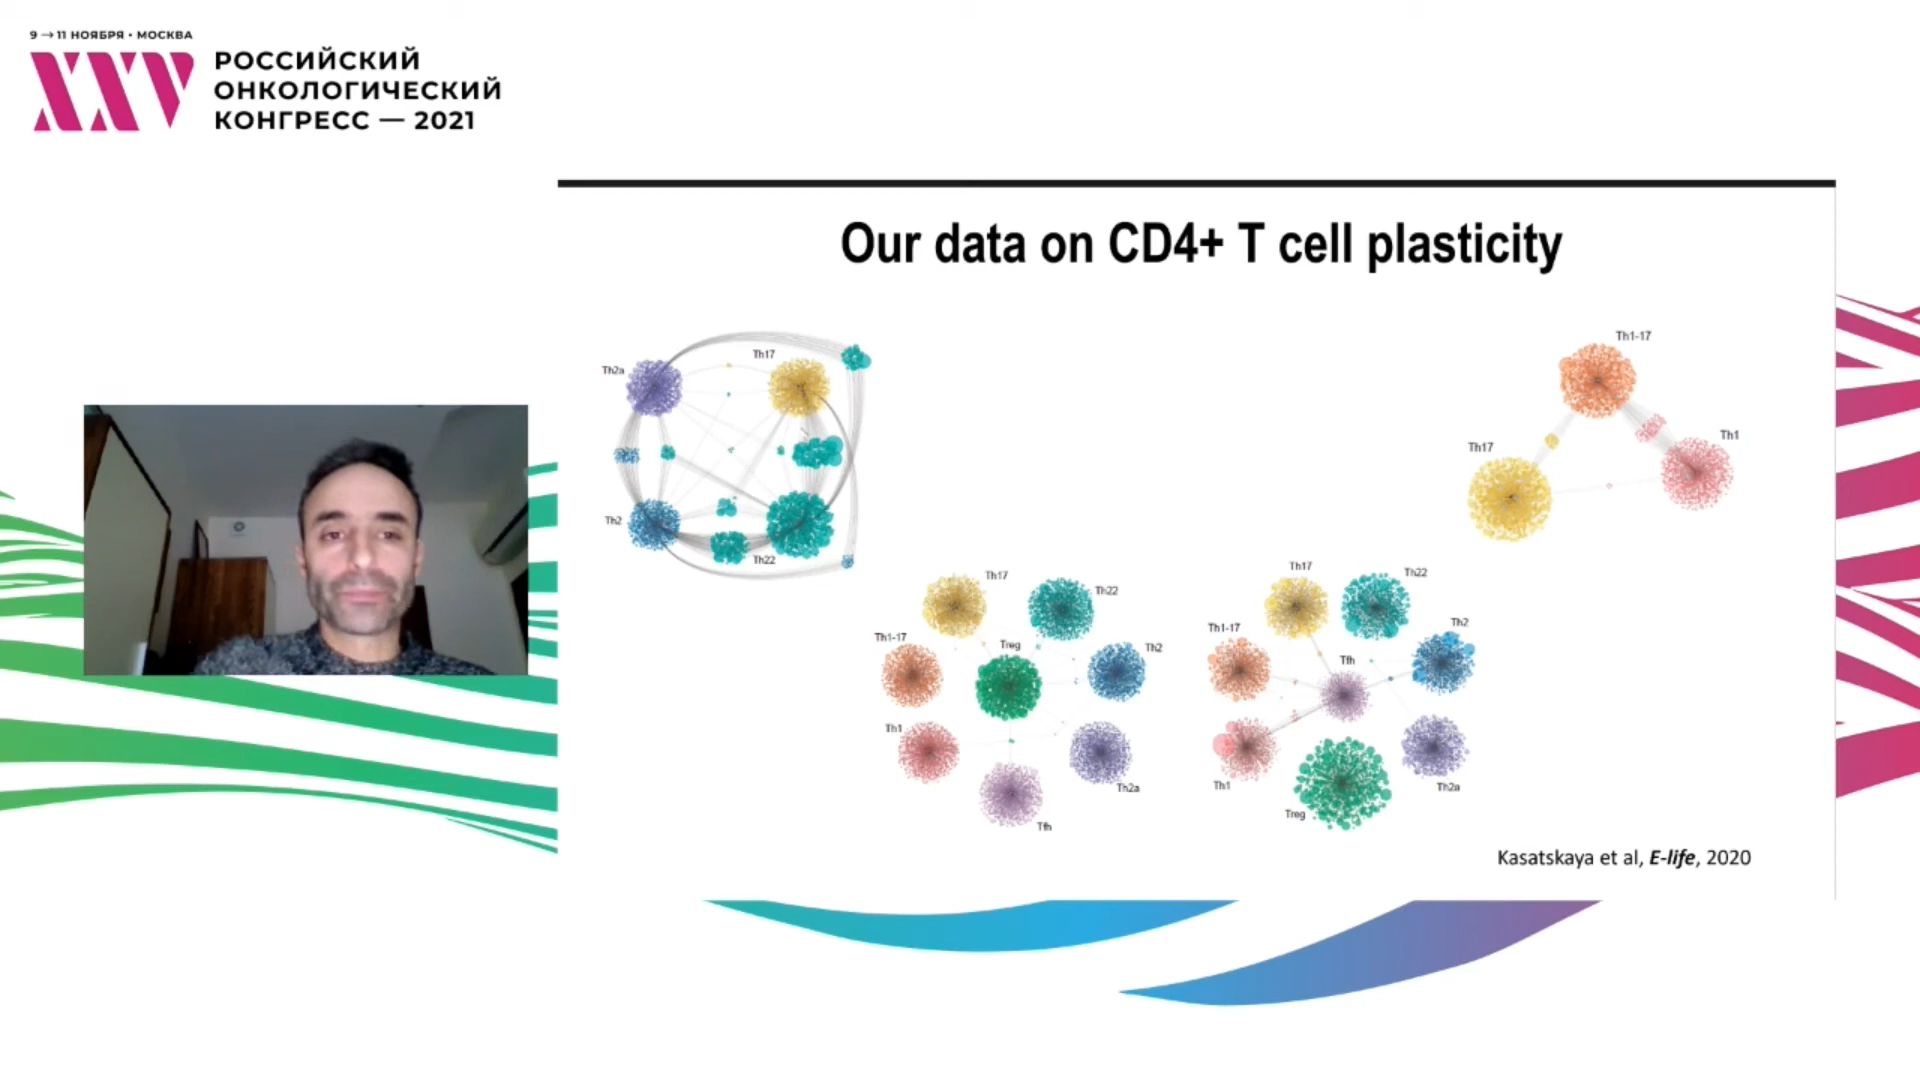 9 → 11 НОЯБРЯ • МОСКВА
XXV
РОССИЙСКИЙ
ОНКОЛОГИЧЕСКИЙ
КОНГРЕСС — 2021
Our data on CD4+ T cell plasticity
Th2a
Th17
Th2
Th22
Th1-17
Th17
Th1
Th17
Th22
Th1-17
Treg
Th2
Th1
Th2a
Tfh
Th17
Th22
Th1-17
Tfh
Th2
Th1
Treg
Th2a
Kasatskaya et al, E-life, 2020